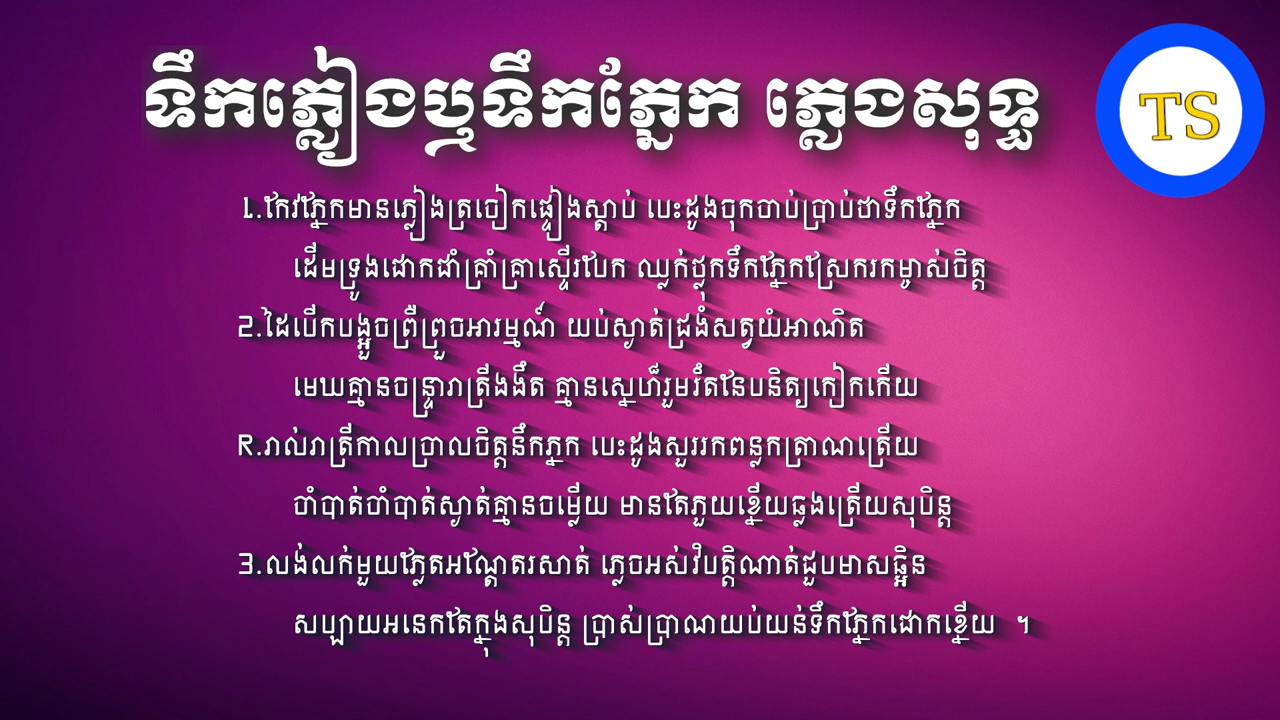 ទឹកភ្លៀងឬទឹកភ្នែក ភ្លេងសុទ្ធ
TS
1.កែវភ្នែកមានភ្លៀងត្រចៀកផ្ទៀងស្ដាប់ បេះដូងចុកចាប់ប្រាប់ថាទឹកភ្នែក
ដើមទ្រូងដោកដាំគ្រាំគ្រាស្ទើរបែក ឈ្លក់ថ្លុកទឹកភ្នែកស្រែករកម្ចាស់ចិត្ត
2.ដៃបើកបង្អួចព្រឺព្រួចអារម្មណ៍ យប់ស្ងាត់ជ្រងំសត្វយំអាណិត
មេឃគ្មានចន្ទ្រារាត្រីងងឹត គ្មានស្នេហ៍រួមរឹតនែបនិត្យកៀកកើយ
R.រាល់រាត្រីកាលប្រាលចិត្តនឹកភ្នក បេះដូងសួររកពន្លកត្រាណត្រើយ
ចាំបាត់ចាំបាត់ស្ងាត់គ្មានចម្លើយ មានតែភួយខ្នើយឆ្លងត្រើយសុបិន្ត
3.លង់លក់មួយភ្លែតអណ្ដែតរសាត់ ភ្លេចអស់វិបត្តិណាត់ជួបមាសឆ្អិន
សប្បាយអនេកតែក្នុងសុបិន្ត ប្រាស់ប្រាណយប់យន់ទឹកភ្នែកជោកខ្នើយ ។